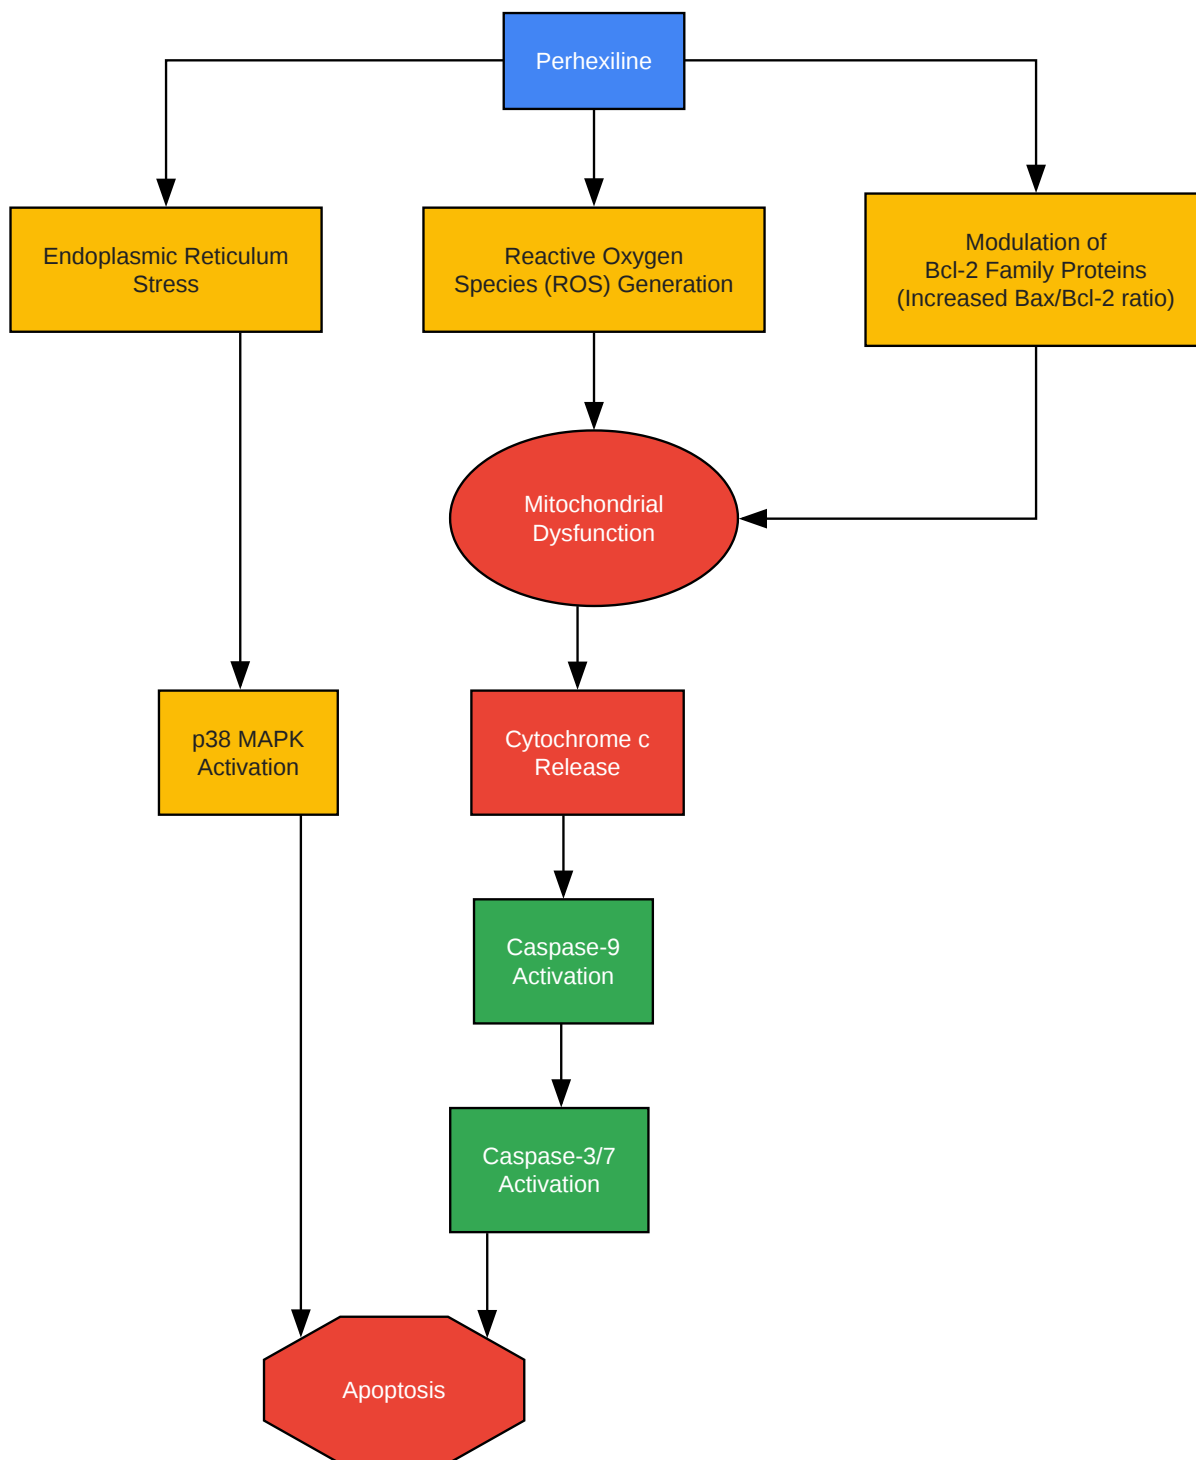 Perhexiline
Endoplasmic Reticulum
Stress
Reactive Oxygen
Species (ROS) Generation
Modulation of
Bcl-2 Family Proteins
(Increased Bax/Bcl-2 ratio)
Mitochondrial
Dysfunction
p38 MAPK
Activation
Cytochrome c
Release
Caspase-9
Activation
Caspase-3/7
Activation
Apoptosis